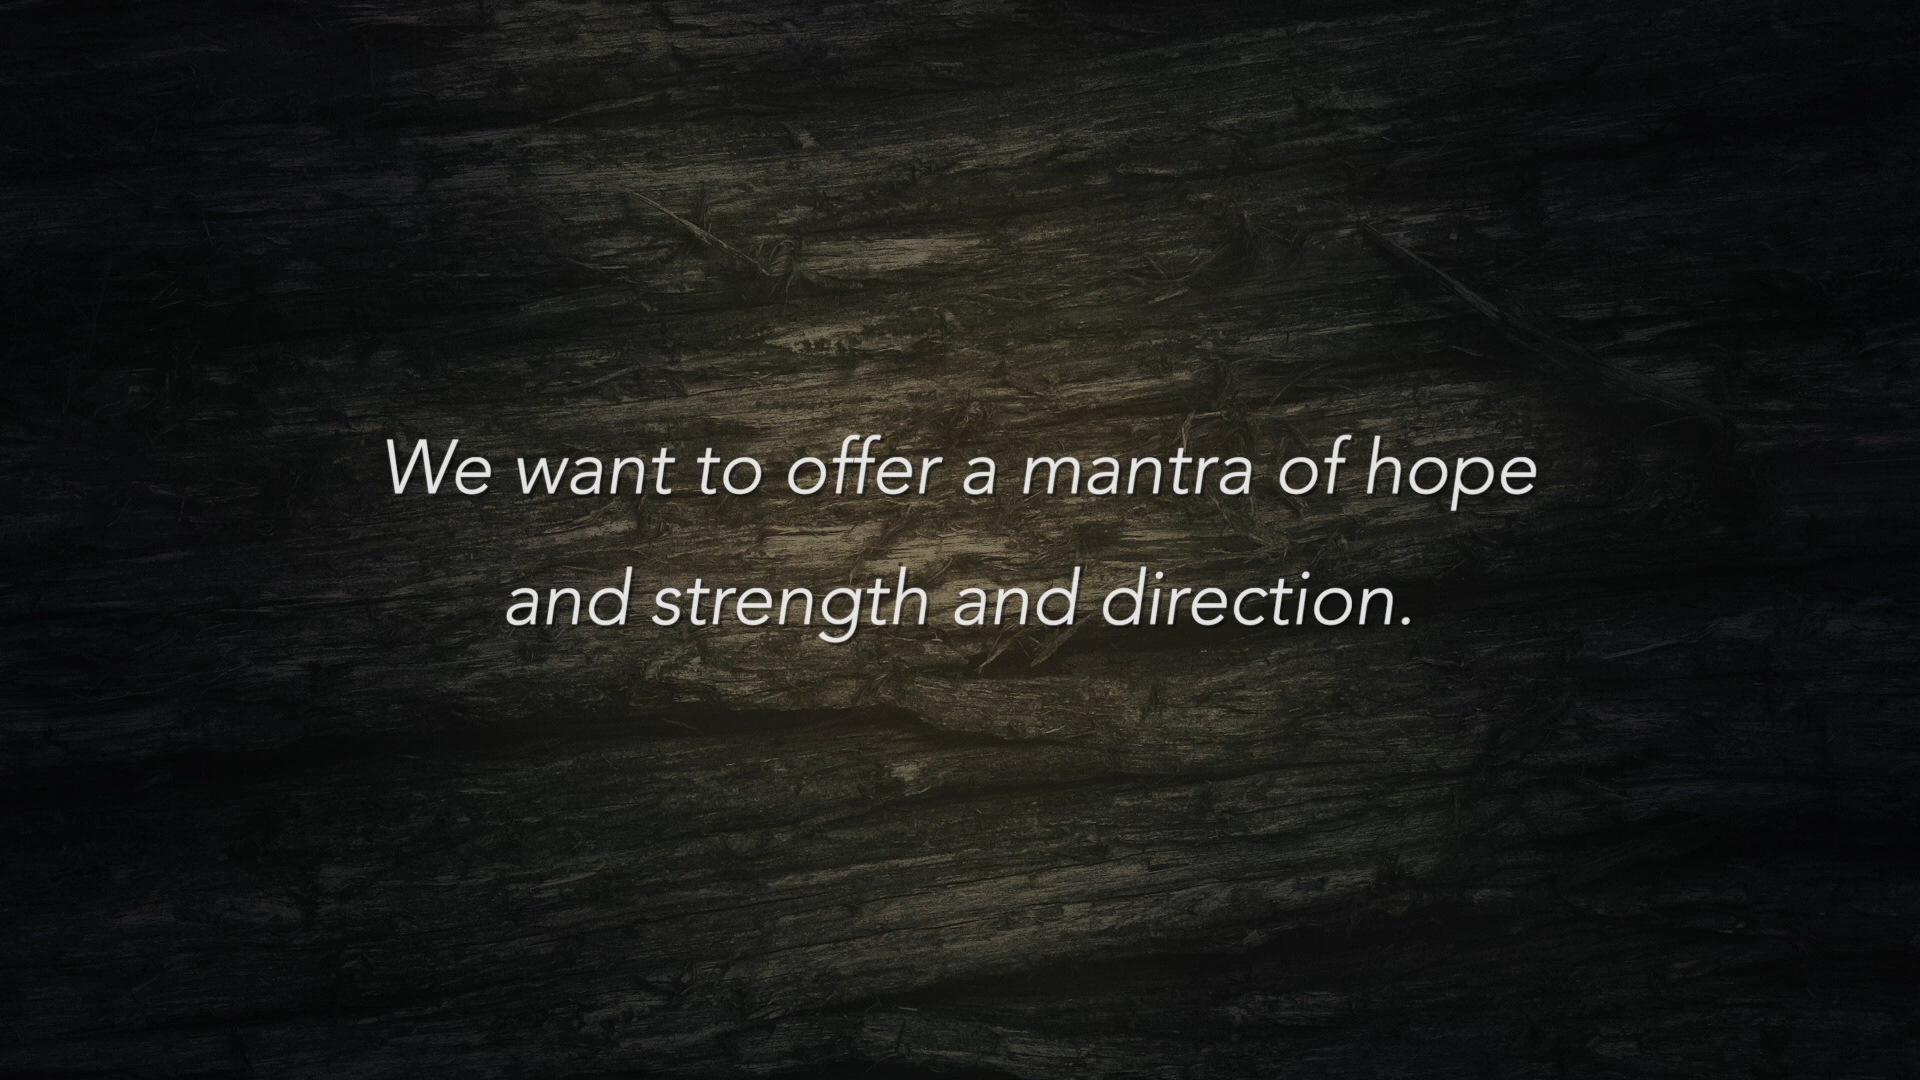 We want to offer a mantra of hope
and strength and direction.